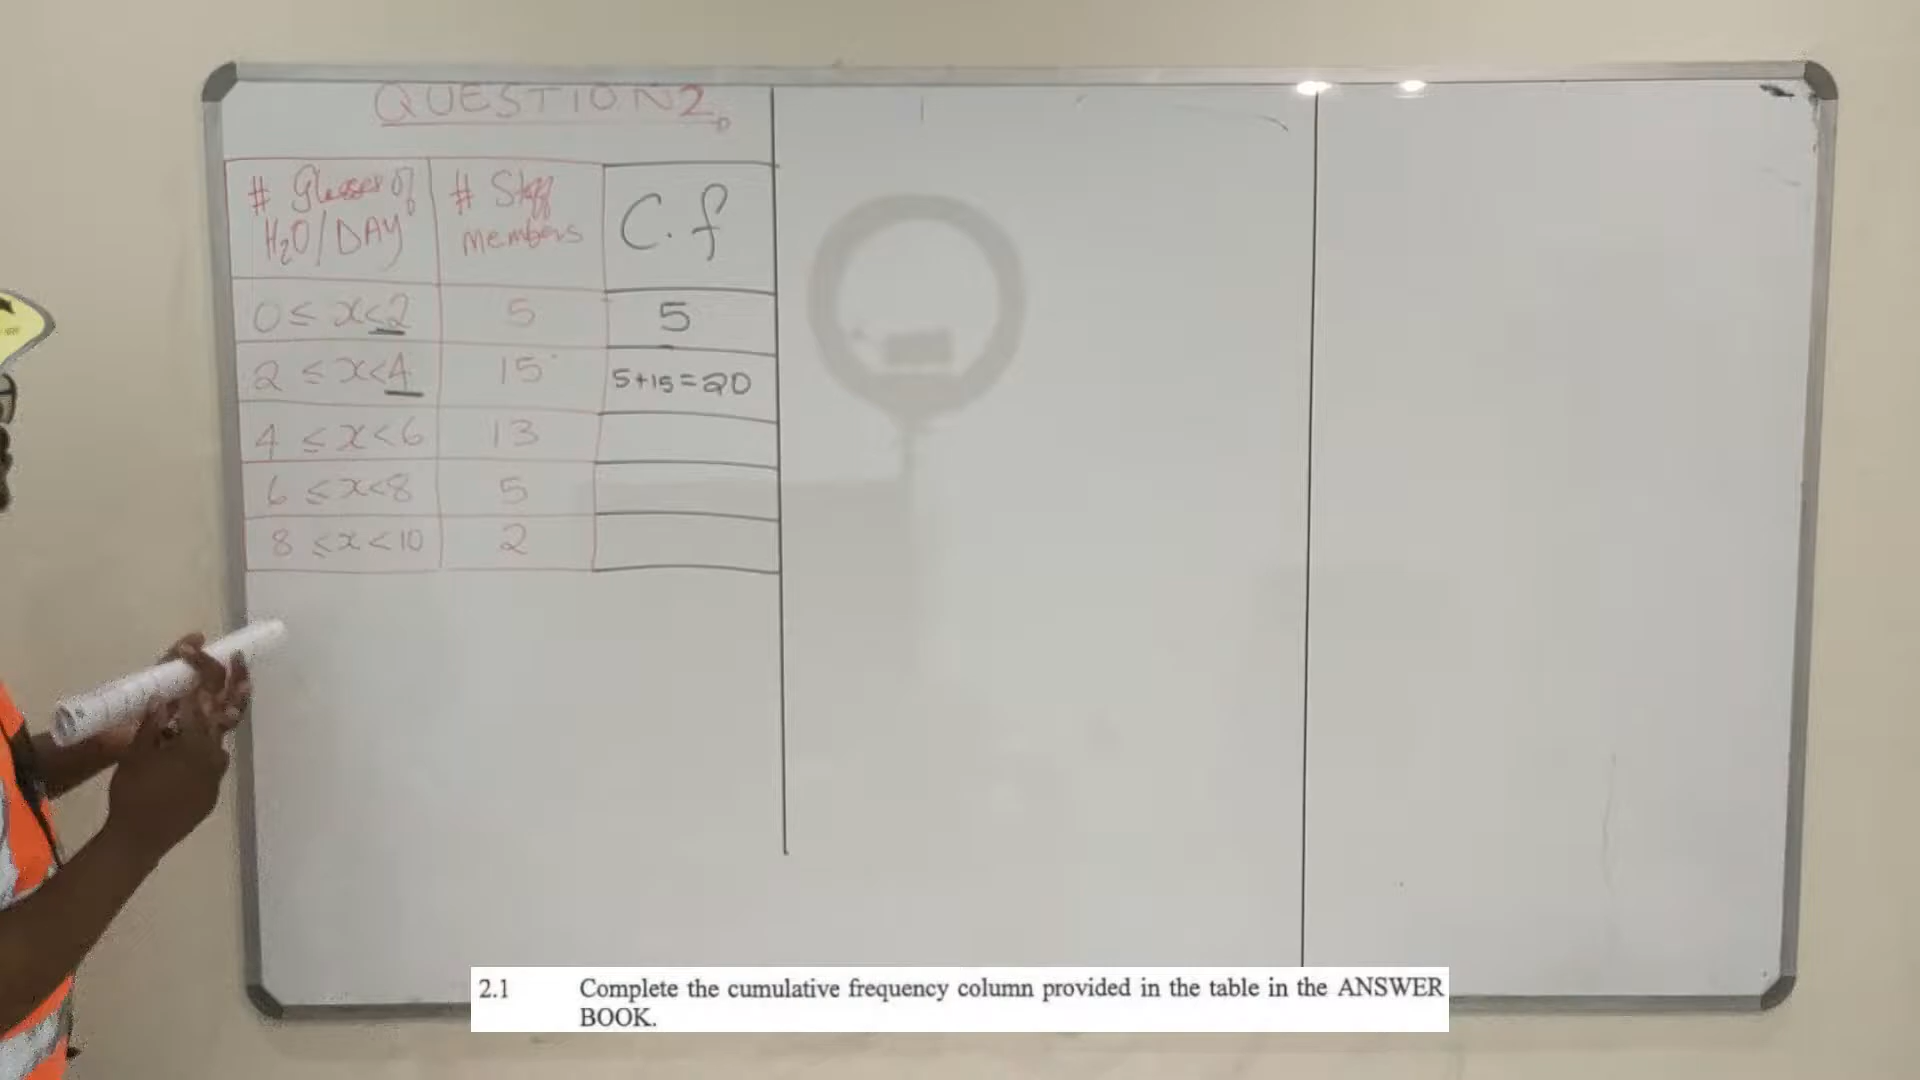 QUESTION 2
# Glasses of H₂O/DAY # Staff members C.f
0 ≤ x < 2 5 5
2 ≤ x < 4 15 5+15=20
4 ≤ x < 6 13
6 ≤ x < 8 5
8 ≤ x < 10 2
2.1 Complete the cumulative frequency column provided in the table in the ANSWER
BOOK.